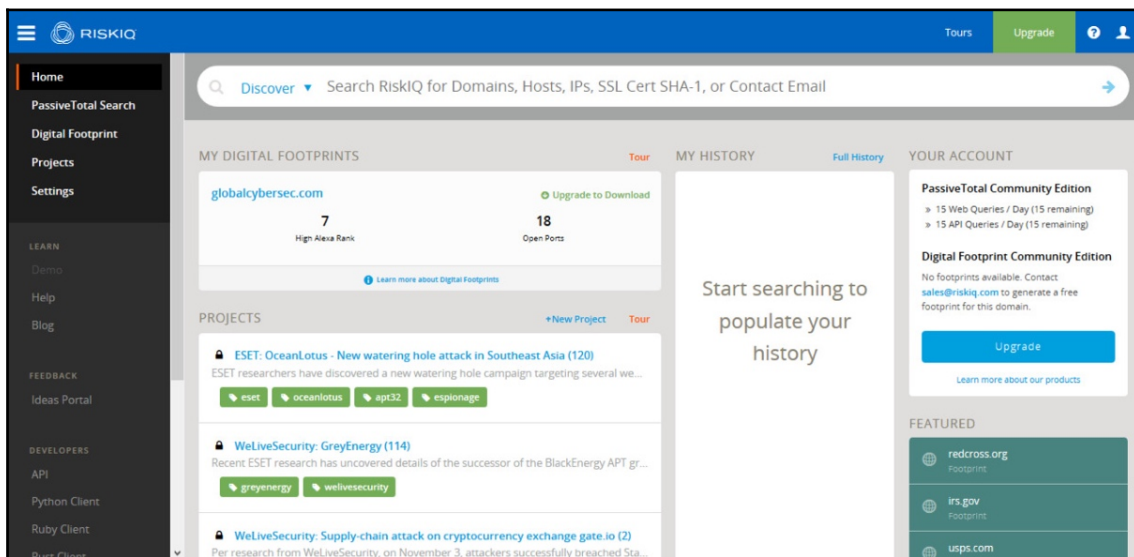 RISKIQ
Tours
Upgrade
Home
PassiveTotal Search
Digital Footprint
Projects
Settings
LEARN
Demo
Help
Blog
FEEDBACK
Ideas Portal
DEVELOPERS
API
Python Client
Ruby Client
Rust Client
Discover
Search RiskIQ for Domains, Hosts, IPs, SSL Cert SHA-1, or Contact Email
MY DIGITAL FOOTPRINTS
Tour
globalcybersec.com
Upgrade to Download
7
18
High Alexa Rank
Open Ports
Learn more about Digital Footprints
PROJECTS
+New Project
Tour
ESET: OceanLotus - New watering hole attack in Southeast Asia (120)
ESET researchers have discovered a new watering hole campaign targeting several we...
eset
oceanlotus
apt32
espionage
WeLiveSecurity: GreyEnergy (114)
Recent ESET research has uncovered details of the successor of the BlackEnergy APT gr...
greyenergy
welivesecurity
WeLiveSecurity: Supply-chain attack on cryptocurrency exchange gate.io (2)
Per research from WeLiveSecurity, on November 3, attackers successfully breached Sta...
MY HISTORY
Full History
Start searching to
populate your
history
YOUR ACCOUNT
PassiveTotal Community Edition
» 15 Web Queries / Day (15 remaining)
» 15 API Queries / Day (15 remaining)
Digital Footprint Community Edition
No footprints available. Contact
sales@riskiq.com to generate a free
footprint for this domain.
Upgrade
Learn more about our products
FEATURED
redcross.org
Footprint
irs.gov
Footprint
usps.com